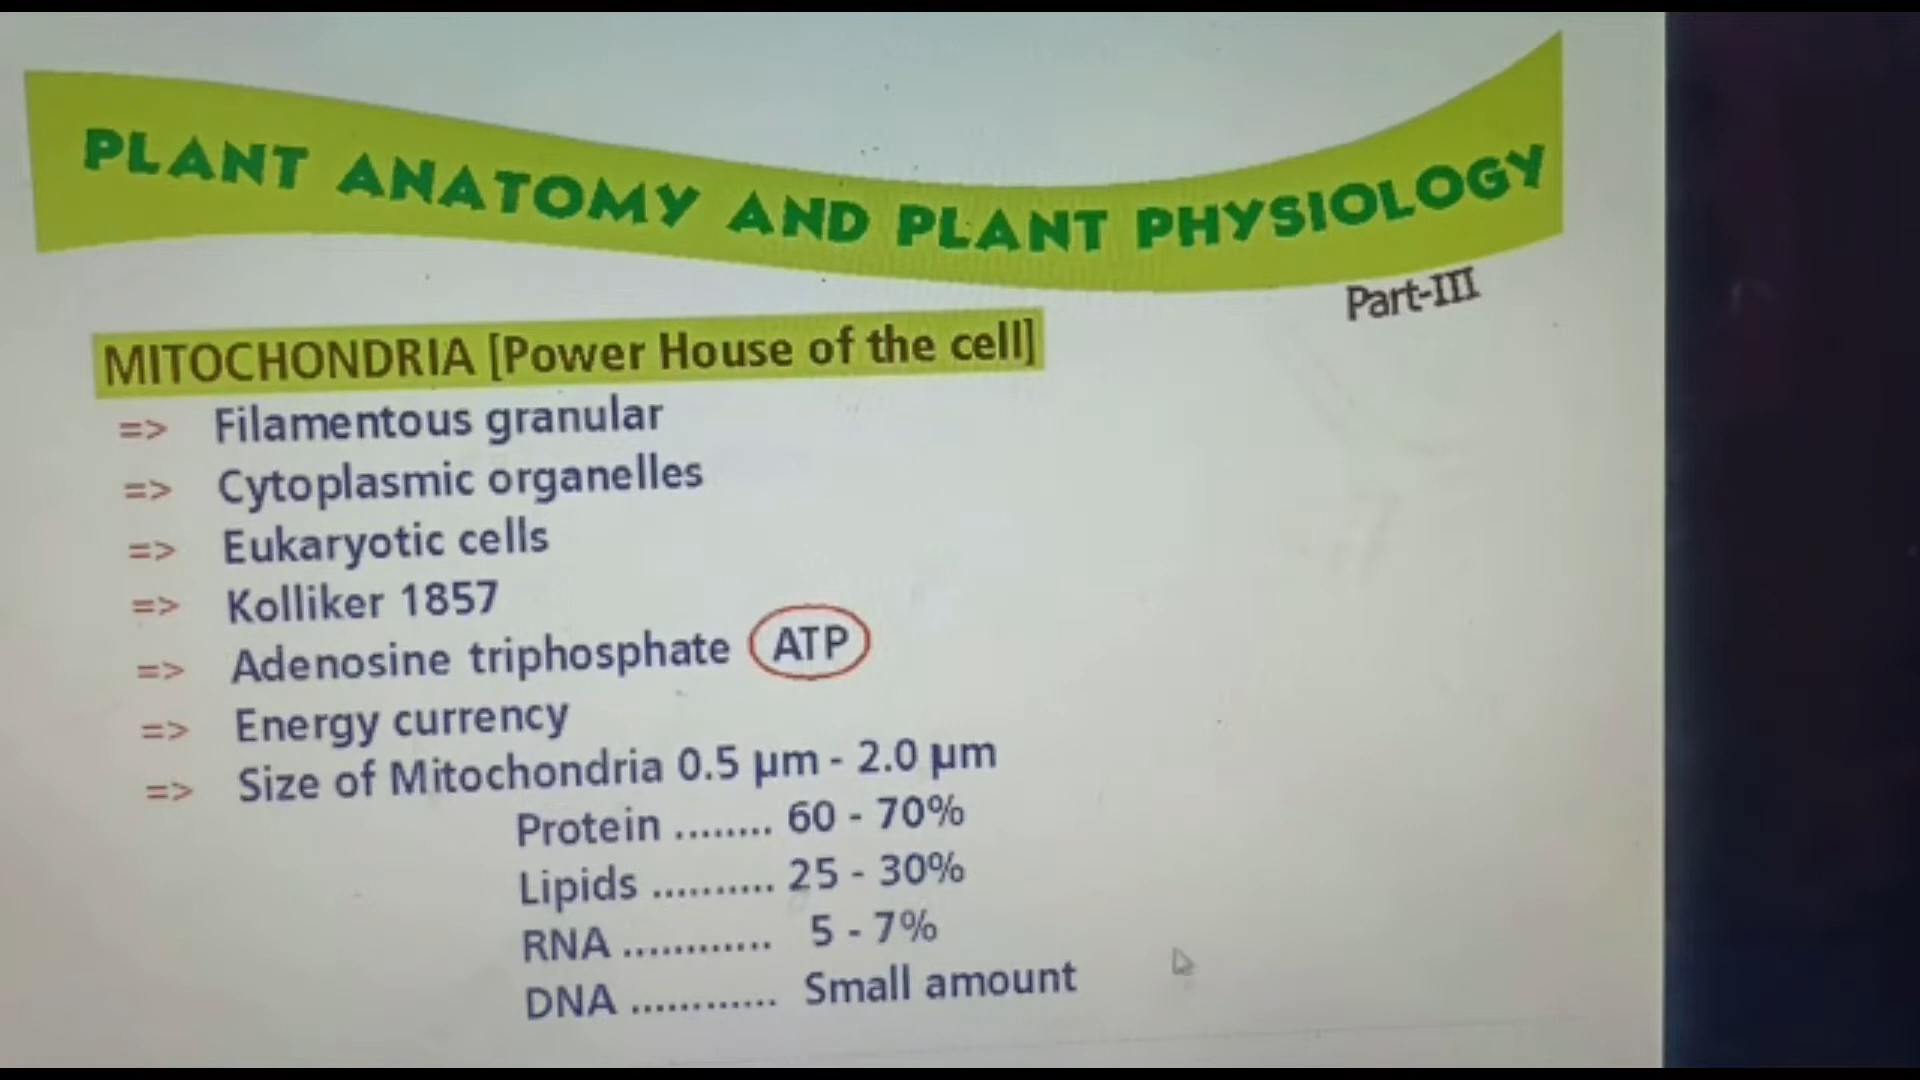 PLANT ANATOMY AND PLANT PHYSIOLOGY
Part-III
MITOCHONDRIA [Power House of the cell]
=> Filamentous granular
=> Cytoplasmic organelles
=> Eukaryotic cells
=> Kolliker 1857
=> Adenosine triphosphate ATP
=> Energy currency
=> Size of Mitochondria 0.5 µm - 2.0 µm
Protein ........ 60 - 70%
Lipids .......... 25 - 30%
RNA ............ 5 - 7%
DNA ............ Small amount